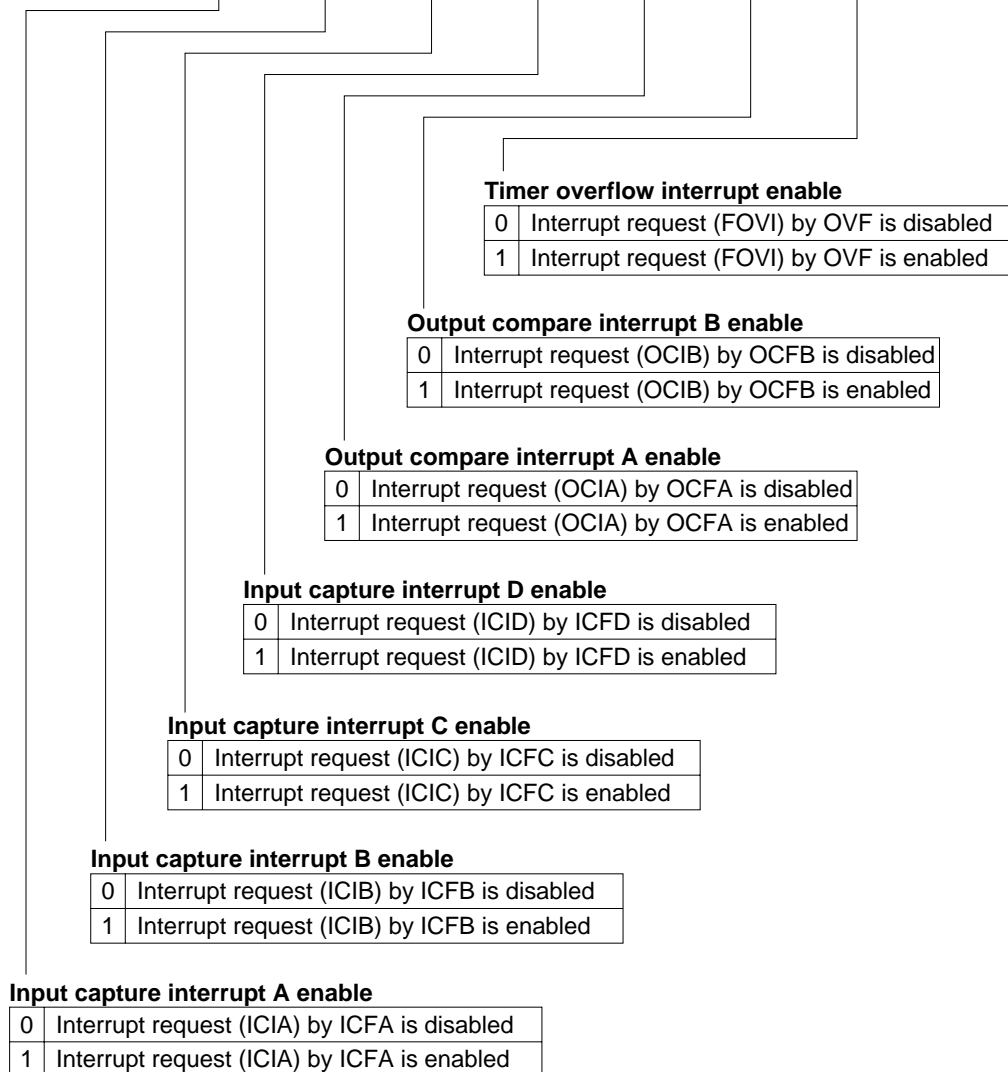 Timer overflow interrupt enable
0 Interrupt request (FOVI) by OVF is disabled
1 Interrupt request (FOVI) by OVF is enabled
Output compare interrupt B enable
0 Interrupt request (OCIB) by OCFB is disabled
1 Interrupt request (OCIB) by OCFB is enabled
Output compare interrupt A enable
0 Interrupt request (OCIA) by OCFA is disabled
1 Interrupt request (OCIA) by OCFA is enabled
Input capture interrupt D enable
0 Interrupt request (ICID) by ICFD is disabled
1 Interrupt request (ICID) by ICFD is enabled
Input capture interrupt C enable
0 Interrupt request (ICIC) by ICFC is disabled
1 Interrupt request (ICIC) by ICFC is enabled
Input capture interrupt B enable
0 Interrupt request (ICIB) by ICFB is disabled
1 Interrupt request (ICIB) by ICFB is enabled
Input capture interrupt A enable
0 Interrupt request (ICIA) by ICFA is disabled
1 Interrupt request (ICIA) by ICFA is enabled